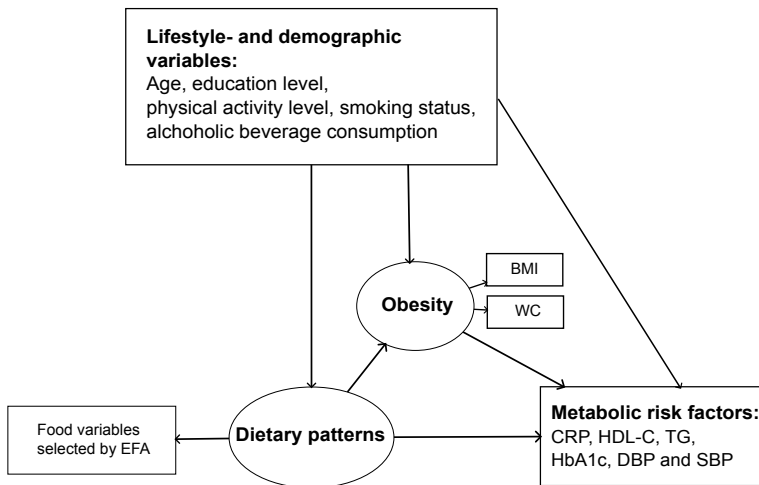 Lifestyle- and demographic
variables:
Age, education level,
physical activity level, smoking status,
alchoholic beverage consumption
BMI
Obesity
WC
Metabolic risk factors:
CRP, HDL-C, TG,
HbA1c, DBP and SBP
Dietary patterns
Food variables
selected by EFA